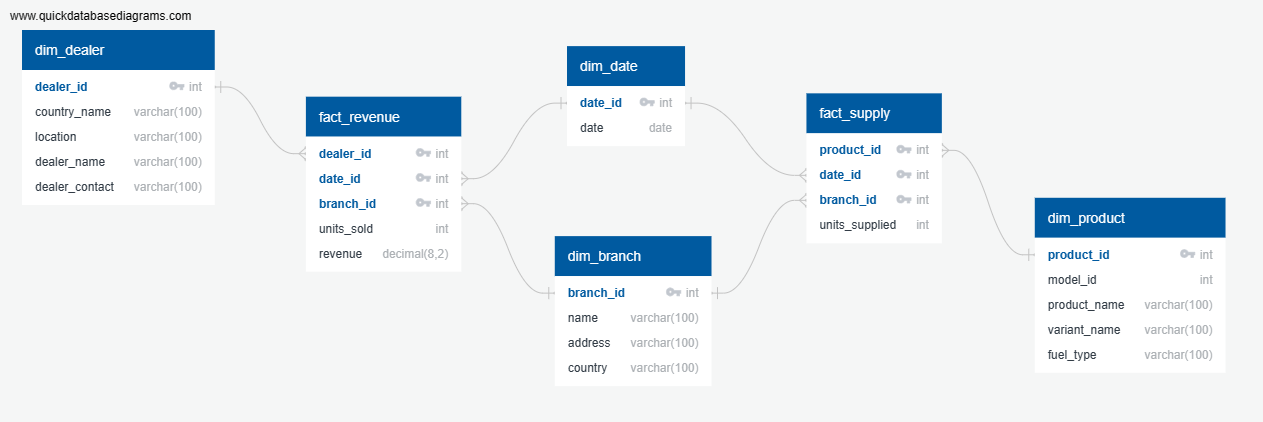 www.quickdatabasediagrams.com
dim_dealer
dealer_id int
country_name varchar(100)
location varchar(100)
dealer_name varchar(100)
dealer_contact varchar(100)
fact_revenue
dealer_id int
date_id int
branch_id int
units_sold int
revenue decimal(8,2)
dim_date
date_id int
date date
dim_branch
branch_id int
name varchar(100)
address varchar(100)
country varchar(100)
fact_supply
product_id int
date_id int
branch_id int
units_supplied int
dim_product
product_id int
model_id int
product_name varchar(100)
variant_name varchar(100)
fuel_type varchar(100)